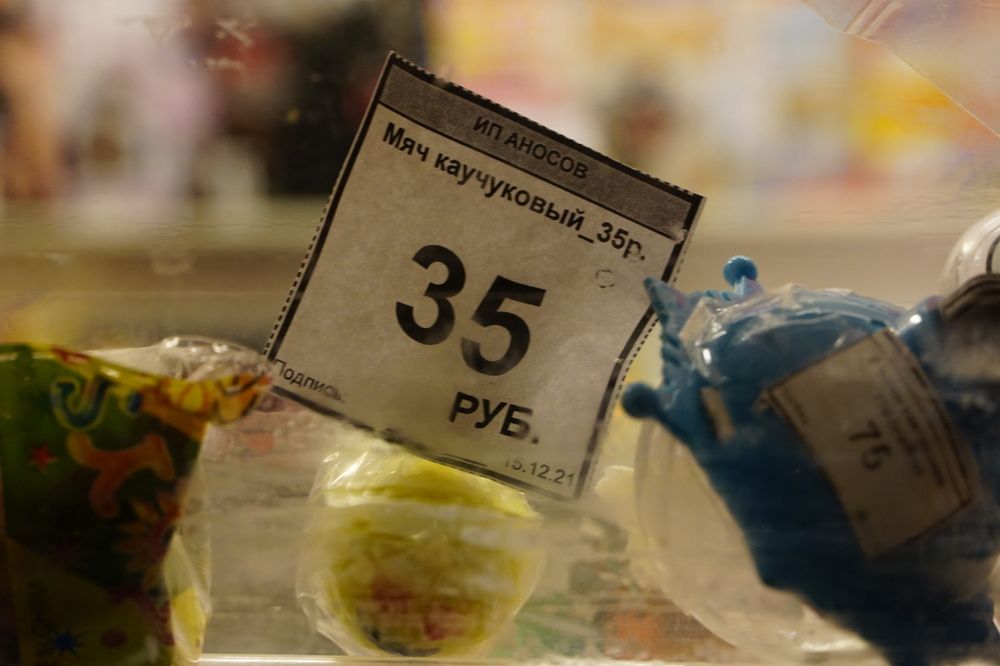 ИП АНОСОВ
Мяч каучуковый_35р.
35
РУБ.
Подпись
15.12.21
75